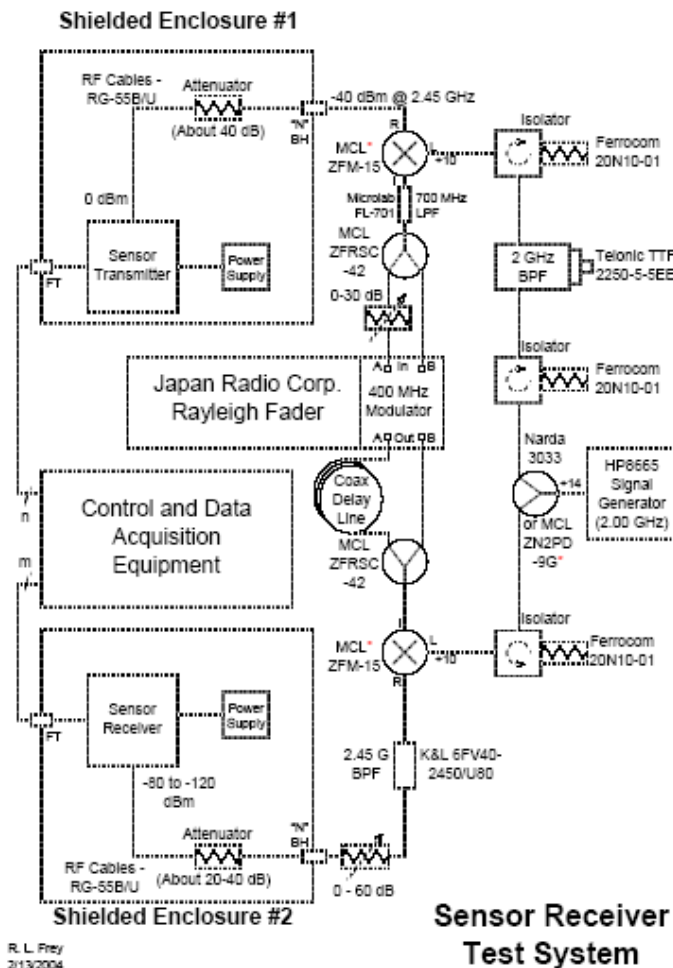 Shielded Enclosure #1
RF Cables -
RG-55B/U
Attenuator
(About 40 dB)
"N"
BH
-40 dBm @ 2.45 GHz
R
MCL*
ZFM-15
L
+10
Isolator
Ferrocom
20N10-01
0 dBm
Sensor
Transmitter
Power
Supply
FT
Microlab
FL-701
700 MHz
LPF
MCL
ZFRSC
-42
2 GHz
BPF
Telonic TTF
2250-5-5EE
0-30 dB
Isolator
Ferrocom
20N10-01
Japan Radio Corp.
Rayleigh Fader
A In B
400 MHz
Modulator
A Out B
Narda
3033
+14
or MCL
ZN2PD
-9G*
HP8665
Signal
Generator
(2.00 GHz)
Coax
Delay
Line
n
m
Control and Data
Acquisition
Equipment
MCL
ZFRSC
-42
I
MCL*
ZFM-15
L
+10
R
Isolator
Ferrocom
20N10-01
Sensor
Receiver
Power
Supply
FT
-80 to -120
dBm
2.45 G
BPF
K&L 6FV40-
2450/U80
Attenuator
(About 20-40 dB)
"N"
BH
RF Cables -
RG-55B/U
0 - 60 dB
Shielded Enclosure #2
Sensor Receiver
Test System
R. L. Frey
2/13/2004